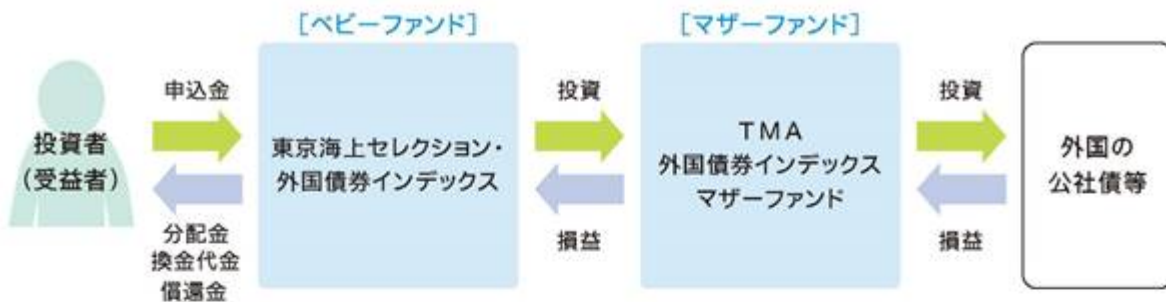 [ベビーファンド]
[マザーファンド]
申込金
投資者
(受益者)
分配金
換金代金
償還金
東京海上セレクション・
外国債券インデックス
投資
損益
TMA
外国債券インデックス
マザーファンド
投資
損益
外国の
公社債等